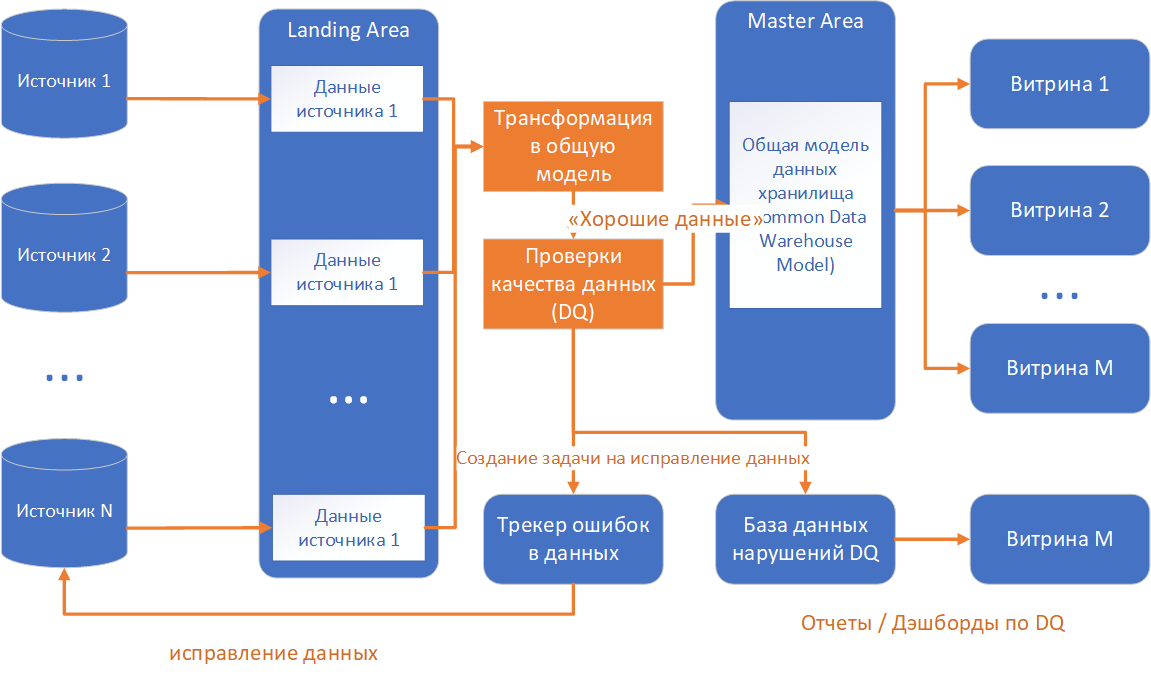 Источник 1
Источник 2
...
Источник N
Landing Area
Данные
источника 1
Данные
источника 1
...
Данные
источника 1
Трансформация
в общую
модель
«Хорошие данные»
Проверки
качества данных
(DQ)
Master Area
Общая модель
данных
хранилища
ommon Data
Warehouse
Model)
Витрина 1
Витрина 2
...
Витрина M
Создание задачи на исправление данных
Трекер ошибок
в данных
База данных
нарушений DQ
Витрина M
Отчеты / Дэшборды по DQ
исправление данных